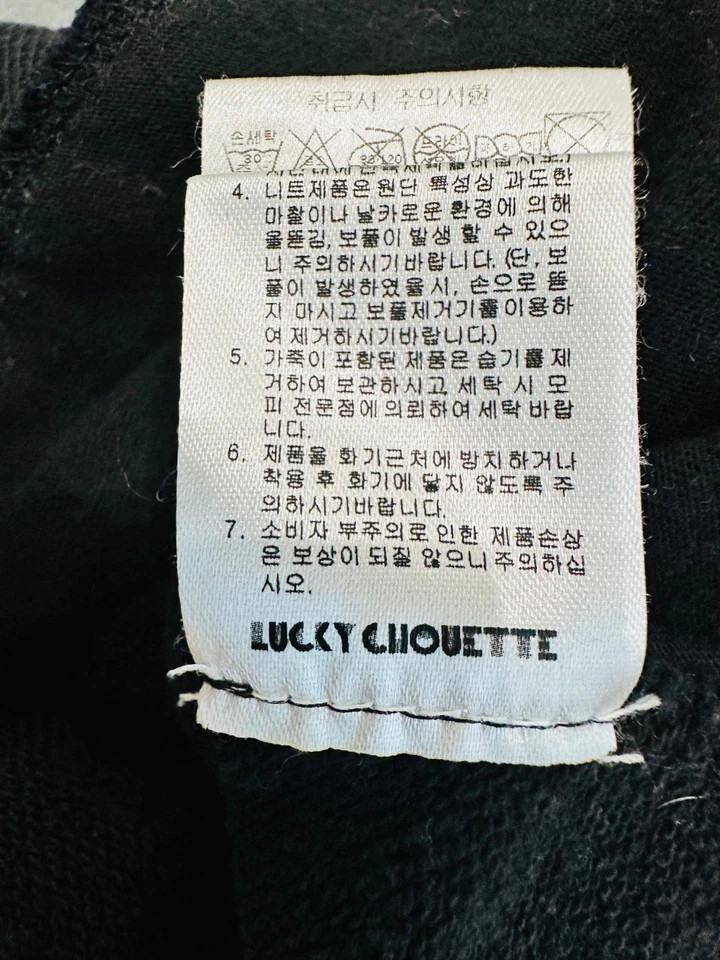 취급시 주의사항
손세탁
30
80~120
드라이
4. 니트제품은 원단 특성상 과도한
마찰이나 날카로운 환경에 의해
올뜯김, 보풀이 발생 할 수 있으
니 주의하시기바랍니다. (단, 보
풀이 발생하였을시, 손으로 뜯
지 마시고 보풀제거기를이용하
여 제거하시기바랍니다.)
5. 가죽이 포함된 제품은 습기를 제
거하여 보관하시고, 세탁 시 모
피 전문점에 의뢰하여 세탁 바랍
니다.
6. 제품을 화기근처에 방치하거나
착용 후 화기에 닿지 않도록 주
의하시기바랍니다.
7. 소비자 부주의로 인한 제품손상
은 보상이 되질 않으니주의하십
시오.
LUCKY CHOUETTE